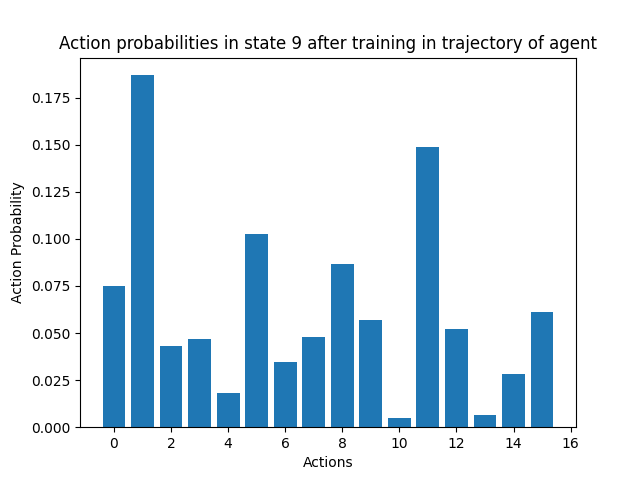 Action probabilities in state 9 after training in trajectory of agent
0.175
0.150
0.125
0.100
0.075
0.050
0.025
0.000
Action Probability
0 2 4 6 8 10 12 14 16
Actions